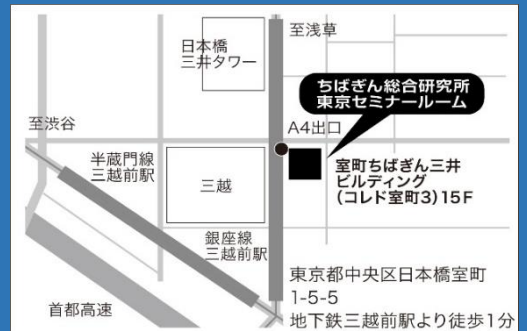 至浅草
日本橋
三井タワー
ちばぎん総合研究所
東京セミナールーム
至渋谷
A4出口
半蔵門線
三越前駅
三越
室町ちばぎん三井
ビルディング
(コレド室町3)15F
銀座線
三越前駅
東京都中央区日本橋室町
1-5-5
地下鉄三越前駅より徒歩1分
首都高速